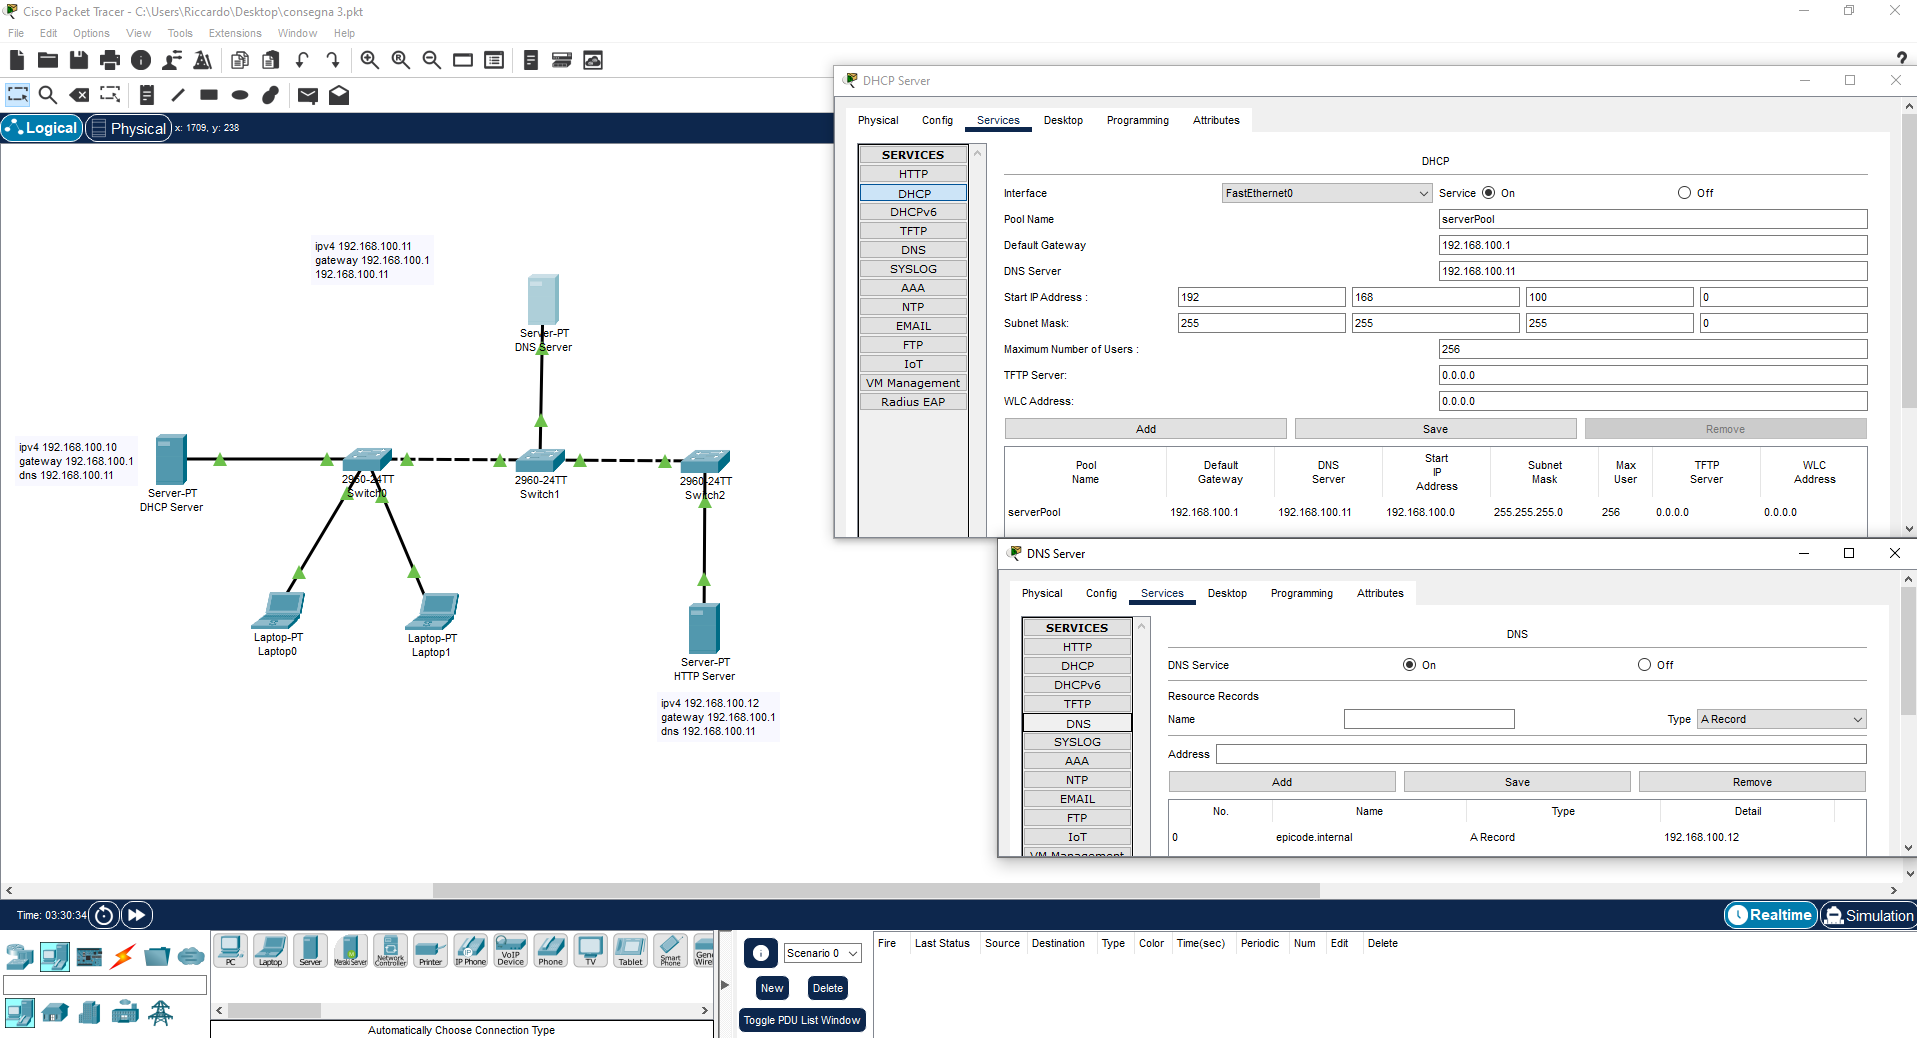 Cisco Packet Tracer - C:\Users\Riccardo\Desktop\consegna 3.pkt
File Edit Options View Tools Extensions Window Help
Logical Physical x: 1709, y: 238
ipv4 192.168.100.11
gateway 192.168.100.1
192.168.100.11
Server-PT
DNS Server
ipv4 192.168.100.10
gateway 192.168.100.1
dns 192.168.100.11
Server-PT
DHCP Server
2960-24TT
Switch0
2960-24TT
Switch1
2960-24TT
Switch2
Laptop-PT
Laptop0
Laptop-PT
Laptop1
Server-PT
HTTP Server
ipv4 192.168.100.12
gateway 192.168.100.1
dns 192.168.100.11
DHCP Server
Physical Config Services Desktop Programming Attributes
SERVICES
HTTP
DHCP
DHCPv6
TFTP
DNS
SYSLOG
AAA
NTP
EMAIL
FTP
IoT
VM Management
Radius EAP
DHCP
Interface FastEthernet0 Service On Off
Pool Name serverPool
Default Gateway 192.168.100.1
DNS Server 192.168.100.11
Start IP Address : 192 168 100 0
Subnet Mask: 255 255 255 0
Maximum Number of Users : 256
TFTP Server: 0.0.0.0
WLC Address: 0.0.0.0
Add Save Remove
Pool Name Default Gateway DNS Server Start IP Address Subnet Mask Max User TFTP Server WLC Address
serverPool 192.168.100.1 192.168.100.11 192.168.100.0 255.255.255.0 256 0.0.0.0 0.0.0.0
DNS Server
Physical Config Services Desktop Programming Attributes
SERVICES
HTTP
DHCP
DHCPv6
TFTP
DNS
SYSLOG
AAA
NTP
EMAIL
FTP
IoT
VM Management
DNS
DNS Service On Off
Resource Records
Name Type A Record
Address
Add Save Remove
No. Name Type Detail
0 epicode.internal A Record 192.168.100.12
Time: 03:30:34
Realtime Simulation
PC Laptop Server Meraki Server Network Controller Printer IP Phone VoIP Device Phone TV Tablet Smart Phone
Automatically Choose Connection Type
Scenario 0
New Delete
Toggle PDU List Window
Fire Last Status Source Destination Type Color Time(sec) Periodic Num Edit Delete